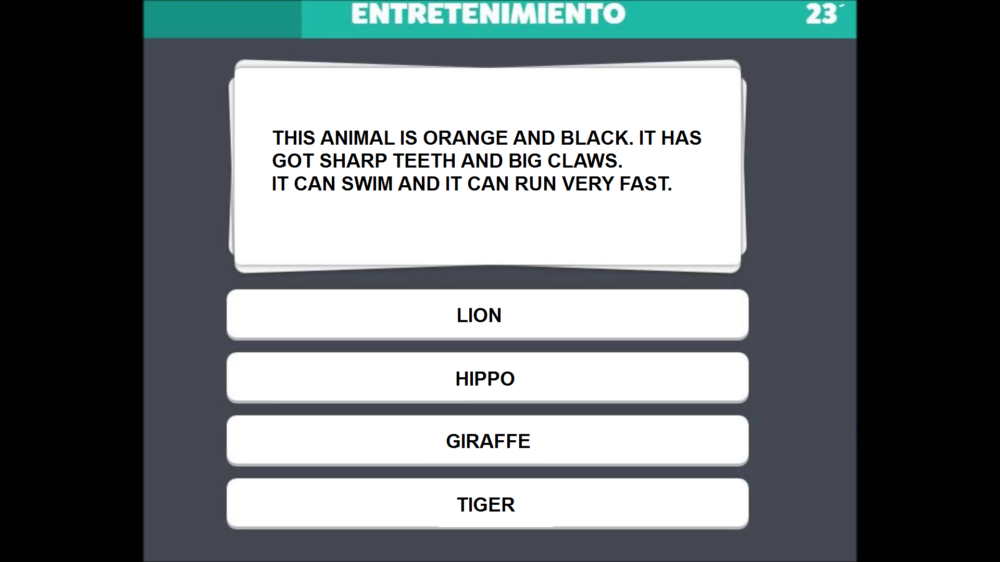 ENTRETENIMIENTO
23´
THIS ANIMAL IS ORANGE AND BLACK. IT HAS
GOT SHARP TEETH AND BIG CLAWS.
IT CAN SWIM AND IT CAN RUN VERY FAST.
LION
HIPPO
GIRAFFE
TIGER